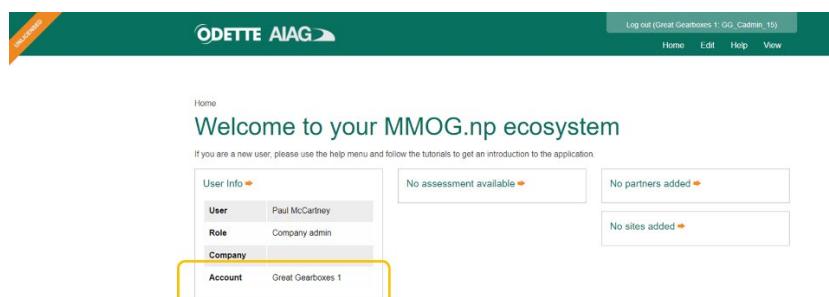 UNLICENSED
ODETTE AIAG
Log out (Great Gearboxes 1: GG_Cadmin_15)
Home Edit Help View
Home
Welcome to your MMOG.np ecosystem
If you are a new user, please use the help menu and follow the tutorials to get an introduction to the application.
User Info
No assessment available
No partners added
User Paul McCartney
Role Company admin
No sites added
Company
Account Great Gearboxes 1